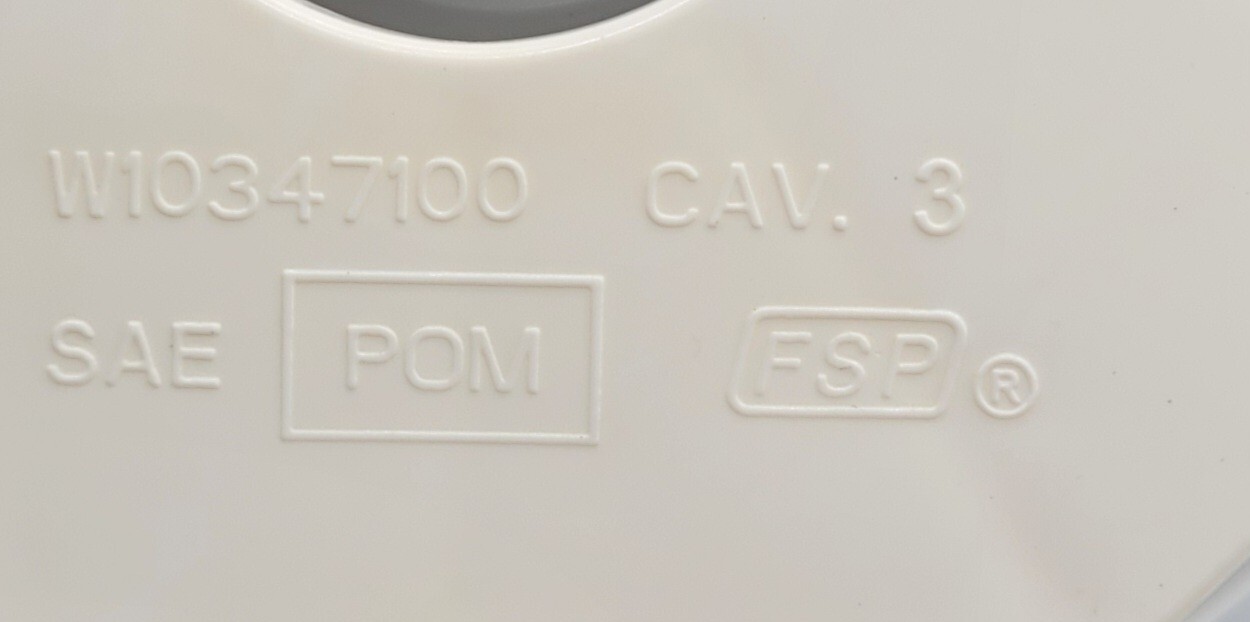 W10347100 CAV. 3
SAE POM FSP®